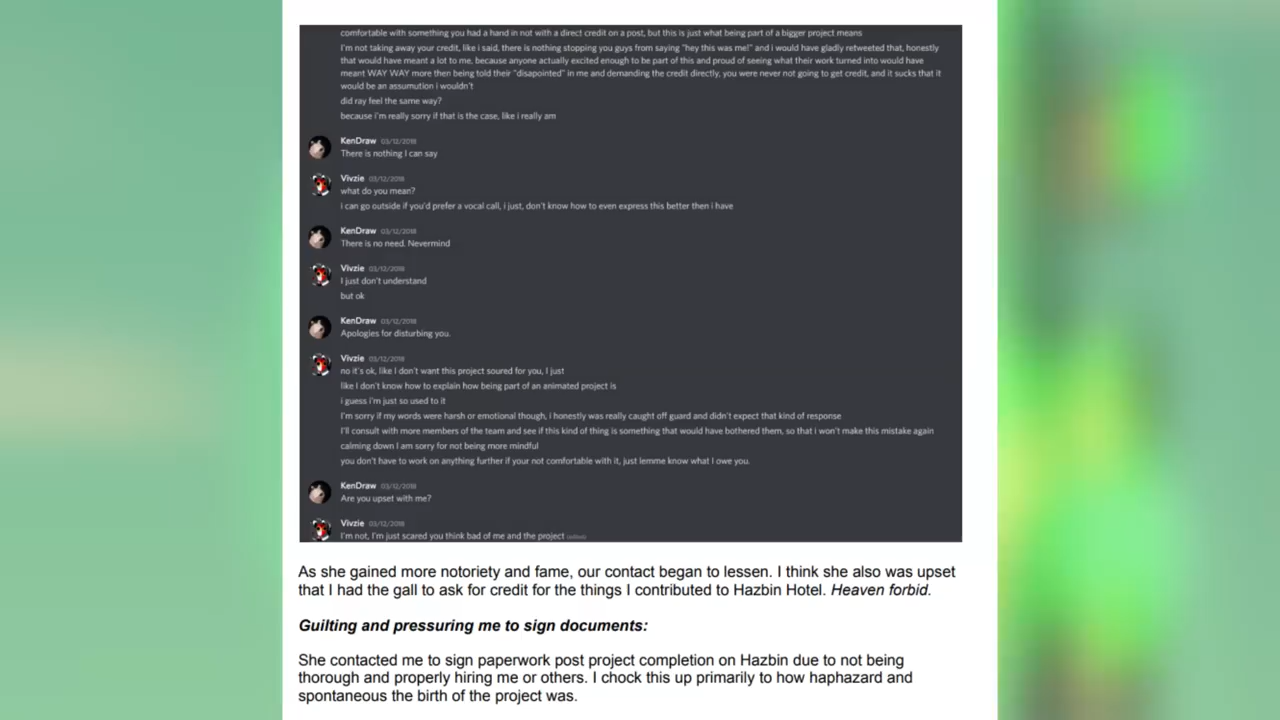 comfortable with something you had a hand in not with a direct credit on a post, but this is just what being part of a bigger project means
I'm not taking away your credit, like i said, there is nothing stopping you guys from saying "hey this was me!" and i would have gladly retweeted that, honestly
that would have meant a lot to me, because anyone actually excited enough to be part of this and proud of seeing what their work turned into would have
meant WAY WAY more then being told their "disapointed" in me and demanding the credit directly, you were never not going to get credit, and it sucks that it
would be an assumution i wouldn't
did ray feel the same way?
because i'm really sorry if that is the case, like i really am
KenDraw 03/12/2018
There is nothing I can say
Vivzie 03/12/2018
what do you mean?
i can go outside if you'd prefer a vocal call, i just, don't know how to even express this better then i have
KenDraw 03/12/2018
There is no need. Nevermind
Vivzie 03/12/2018
I just don't understand
but ok
KenDraw 03/12/2018
Apologies for disturbing you.
Vivzie 03/12/2018
no it's ok, like I don't want this project soured for you, I just
like I don't know how to explain how being part of an animated project is
i guess i'm just so used to it
I'm sorry if my words were harsh or emotional though, i honestly was really caught off guard and didn't expect that kind of response
I'll consult with more members of the team and see if this kind of thing is something that would have bothered them, so that i won't make this mistake again
calming down I am sorry for not being more mindful
you don't have to work on anything further if your not comfortable with it, just lemme know what I owe you.
KenDraw 03/12/2018
Are you upset with me?
Vivzie 03/12/2018
I'm not, I'm just scared you think bad of me and the project (edited)
As she gained more notoriety and fame, our contact began to lessen. I think she also was upset
that I had the gall to ask for credit for the things I contributed to Hazbin Hotel. Heaven forbid.
Guilting and pressuring me to sign documents:
She contacted me to sign paperwork post project completion on Hazbin due to not being
thorough and properly hiring me or others. I chock this up primarily to how haphazard and
spontaneous the birth of the project was.